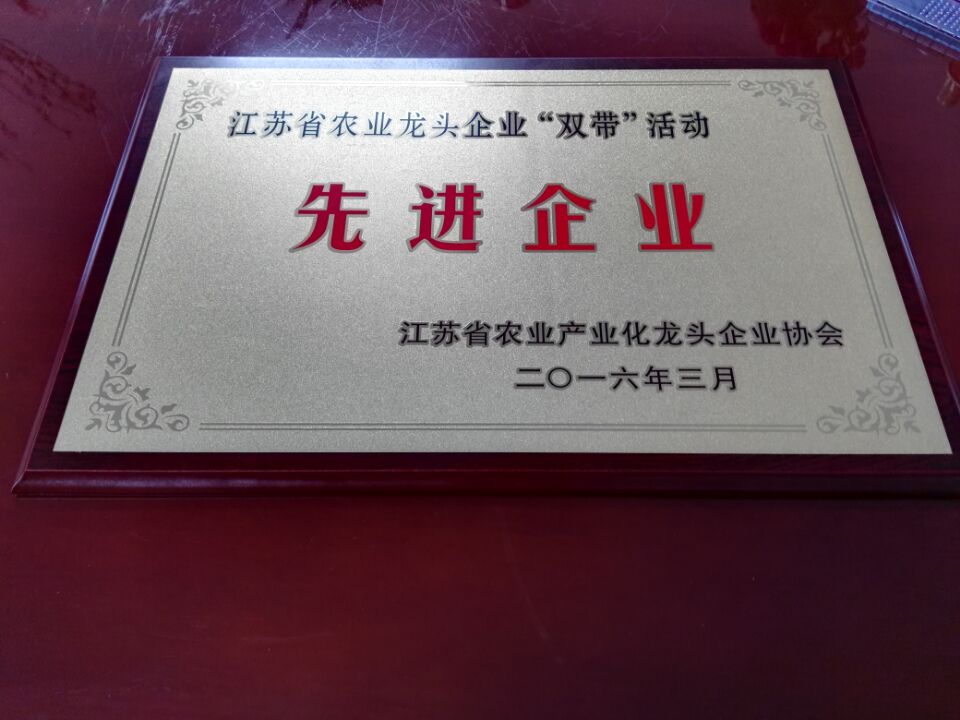 江苏省农业龙头企业“双带”活动
先进企业
江苏省农业产业化龙头企业协会
二〇一六年三月